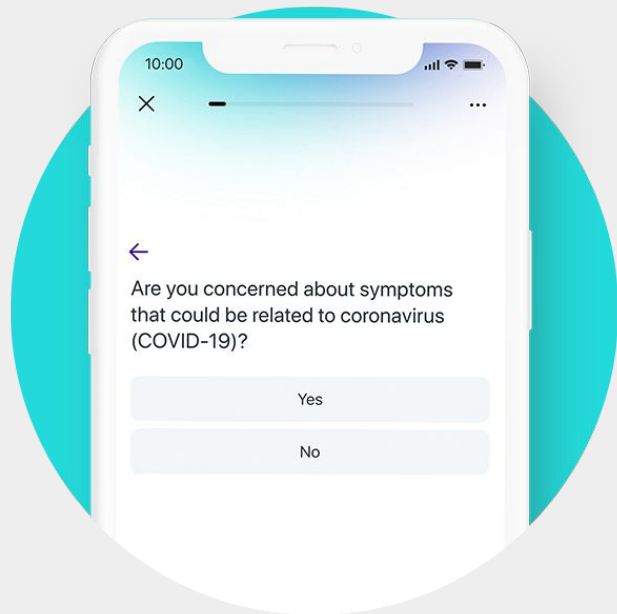 10:00
Are you concerned about symptoms
that could be related to coronavirus
(COVID-19)?
Yes
No